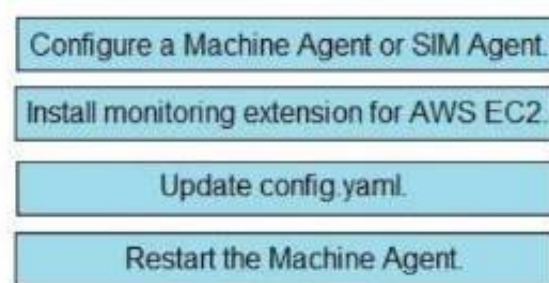 Configure a Machine Agent or SIM Agent.
Install monitoring extension for AWS EC2.
Update config.yaml.
Restart the Machine Agent.